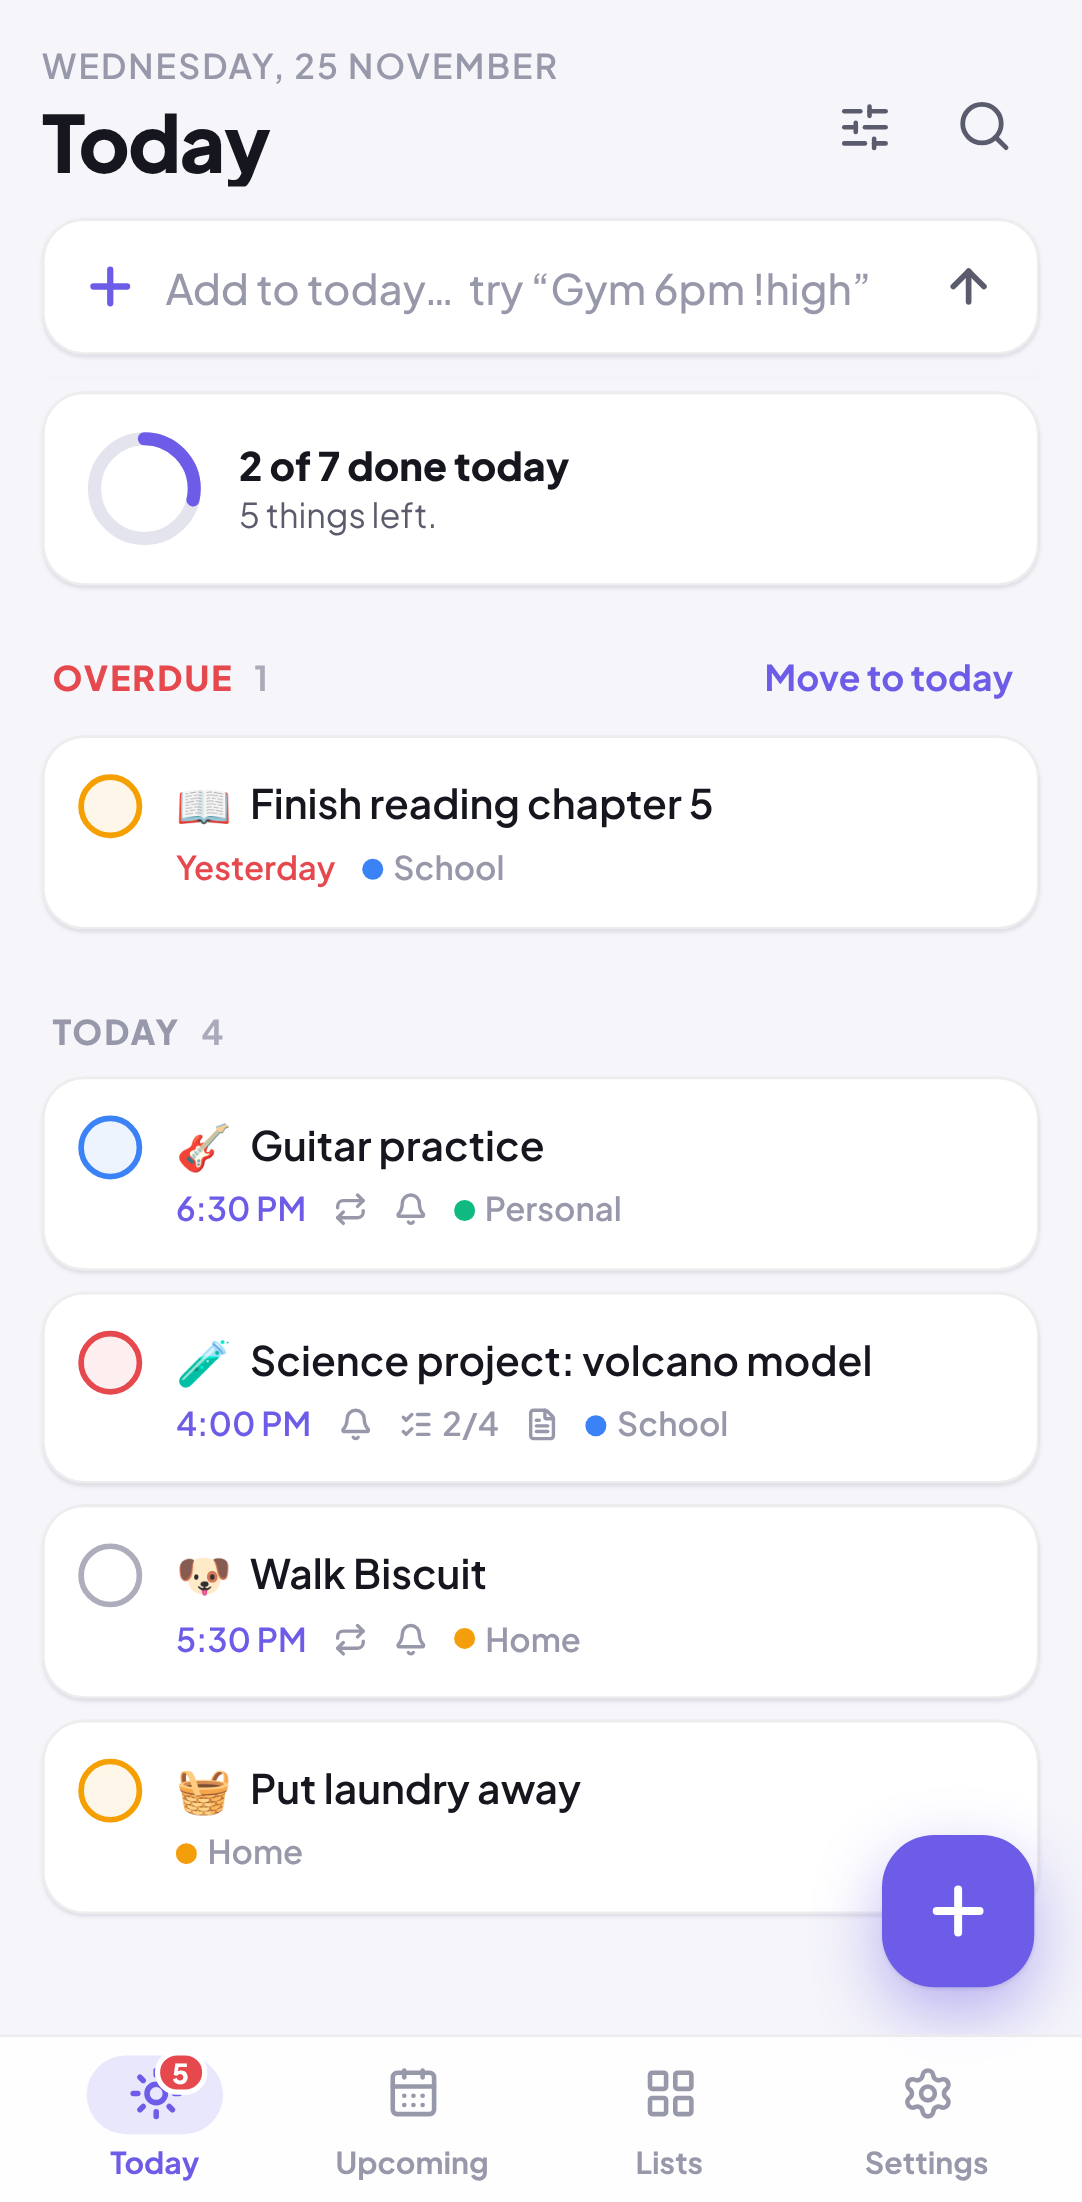 WEDNESDAY, 25 NOVEMBER
Today
Add to today… try “Gym 6pm !high”
2 of 7 done today
5 things left.
OVERDUE 1
Move to today
Finish reading chapter 5
Yesterday School
TODAY 4
Guitar practice
6:30 PM Personal
Science project: volcano model
4:00 PM 2/4 School
Walk Biscuit
5:30 PM Home
Put laundry away
Home
5
Today Upcoming Lists Settings